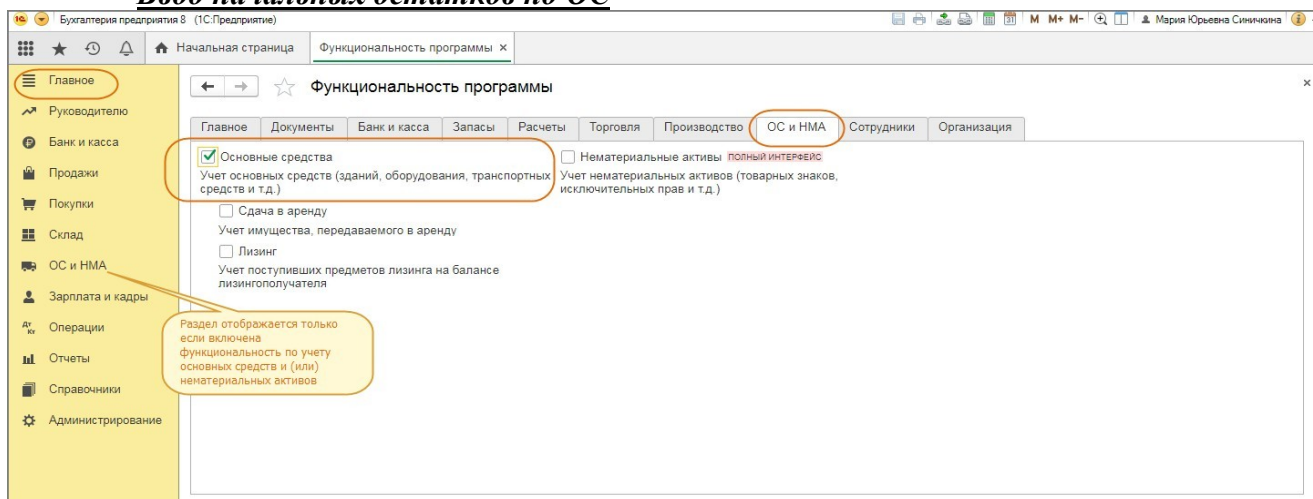 Ввод начальных остатков по ОС
Бухгалтерия предприятия 8 (1С:Предприятие)
M M+ M- Мария Юрьевна Синичкина
Начальная страница
Функциональность программы ×
Главное
Руководителю
Банк и касса
Продажи
Покупки
Склад
ОС и НМА
Зарплата и кадры
Операции
Отчеты
Справочники
Администрирование
Функциональность программы
Главное Документы Банк и касса Запасы Расчеты Торговля Производство ОС и НМА Сотрудники Организация
Основные средства
Учет основных средств (зданий, оборудования, транспортных
средств и т.д.)
Сдача в аренду
Учет имущества, передаваемого в аренду
Лизинг
Учет поступивших предметов лизинга на балансе
лизингополучателя
Нематериальные активы ПОЛНЫЙ ИНТЕРФЕЙС
Учет нематериальных активов (товарных знаков,
исключительных прав и т.д.)
Раздел отображается только
если включена
функциональность по учету
основных средств и (или)
нематериальных активов